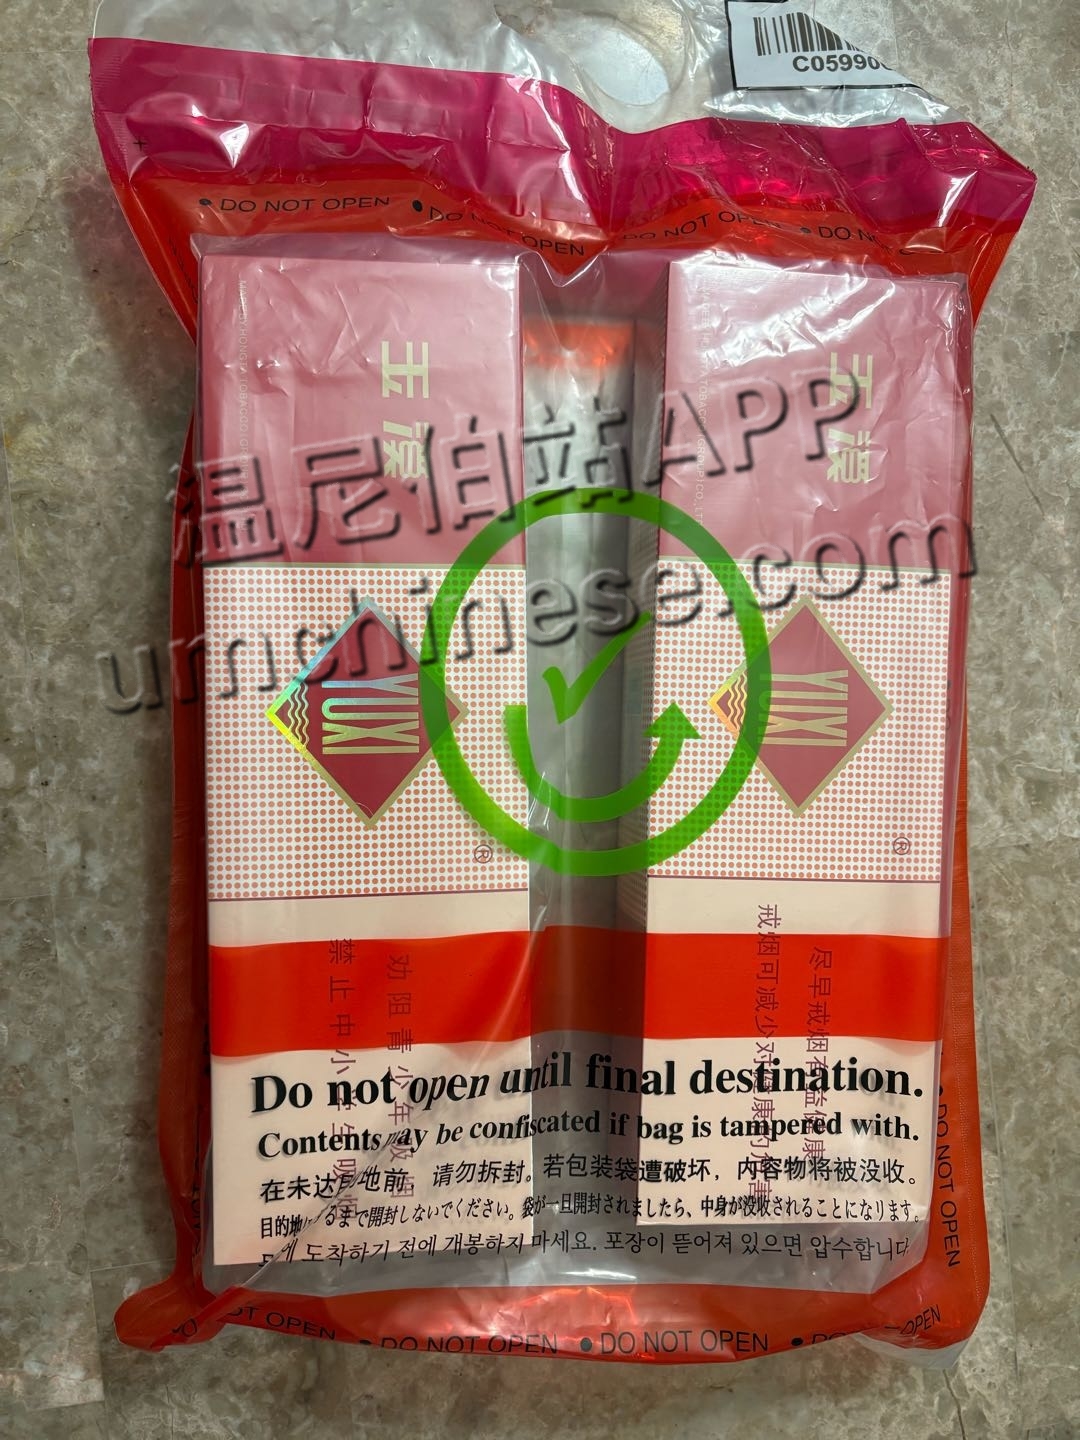 C05990
DO NOT OPEN
DO NOT OPEN
DO NOT OPEN
DO NO
玉溪
玉溪
温尼伯站APP
umchinese.com
YUXI
YUXI
®
®
禁止中小学生吸烟
劝阻青少年吸烟
戒烟可减少对健康的危害
尽早戒烟有益健康
Do not open until final destination.
Contents may be confiscated if bag is tampered with.
在未达目地前 请勿拆封。若包装袋遭破坏，内容物将被没收。
目的地 るまで開封しないでください。袋が一旦開封されましたら、中身が没収されることになります。
에 도착하기 전에 개봉하지 마세요. 포장이 뜯어져 있으면 압수합니다
DO NOT OPEN
OT OPEN
DO NOT OPEN
DO NOT OPEN
OPEN